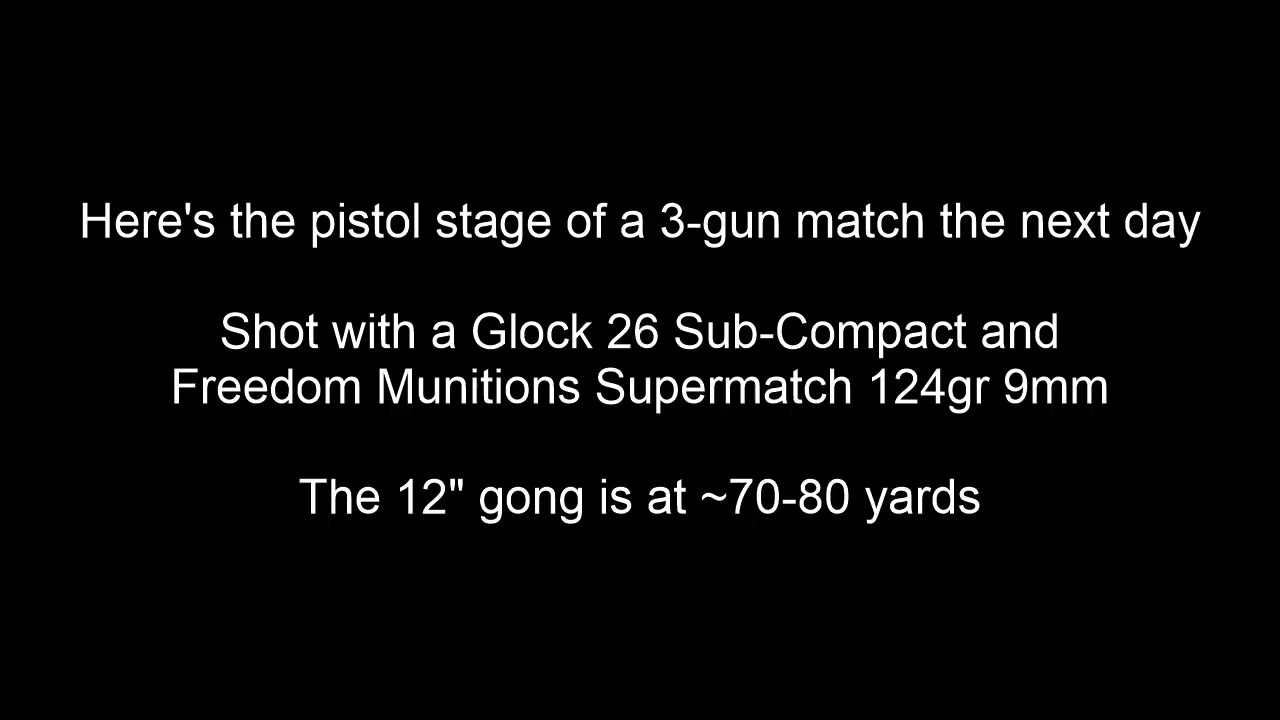 Here's the pistol stage of a 3-gun match the next day
Shot with a Glock 26 Sub-Compact and
Freedom Munitions Supermatch 124gr 9mm
The 12" gong is at ~70-80 yards